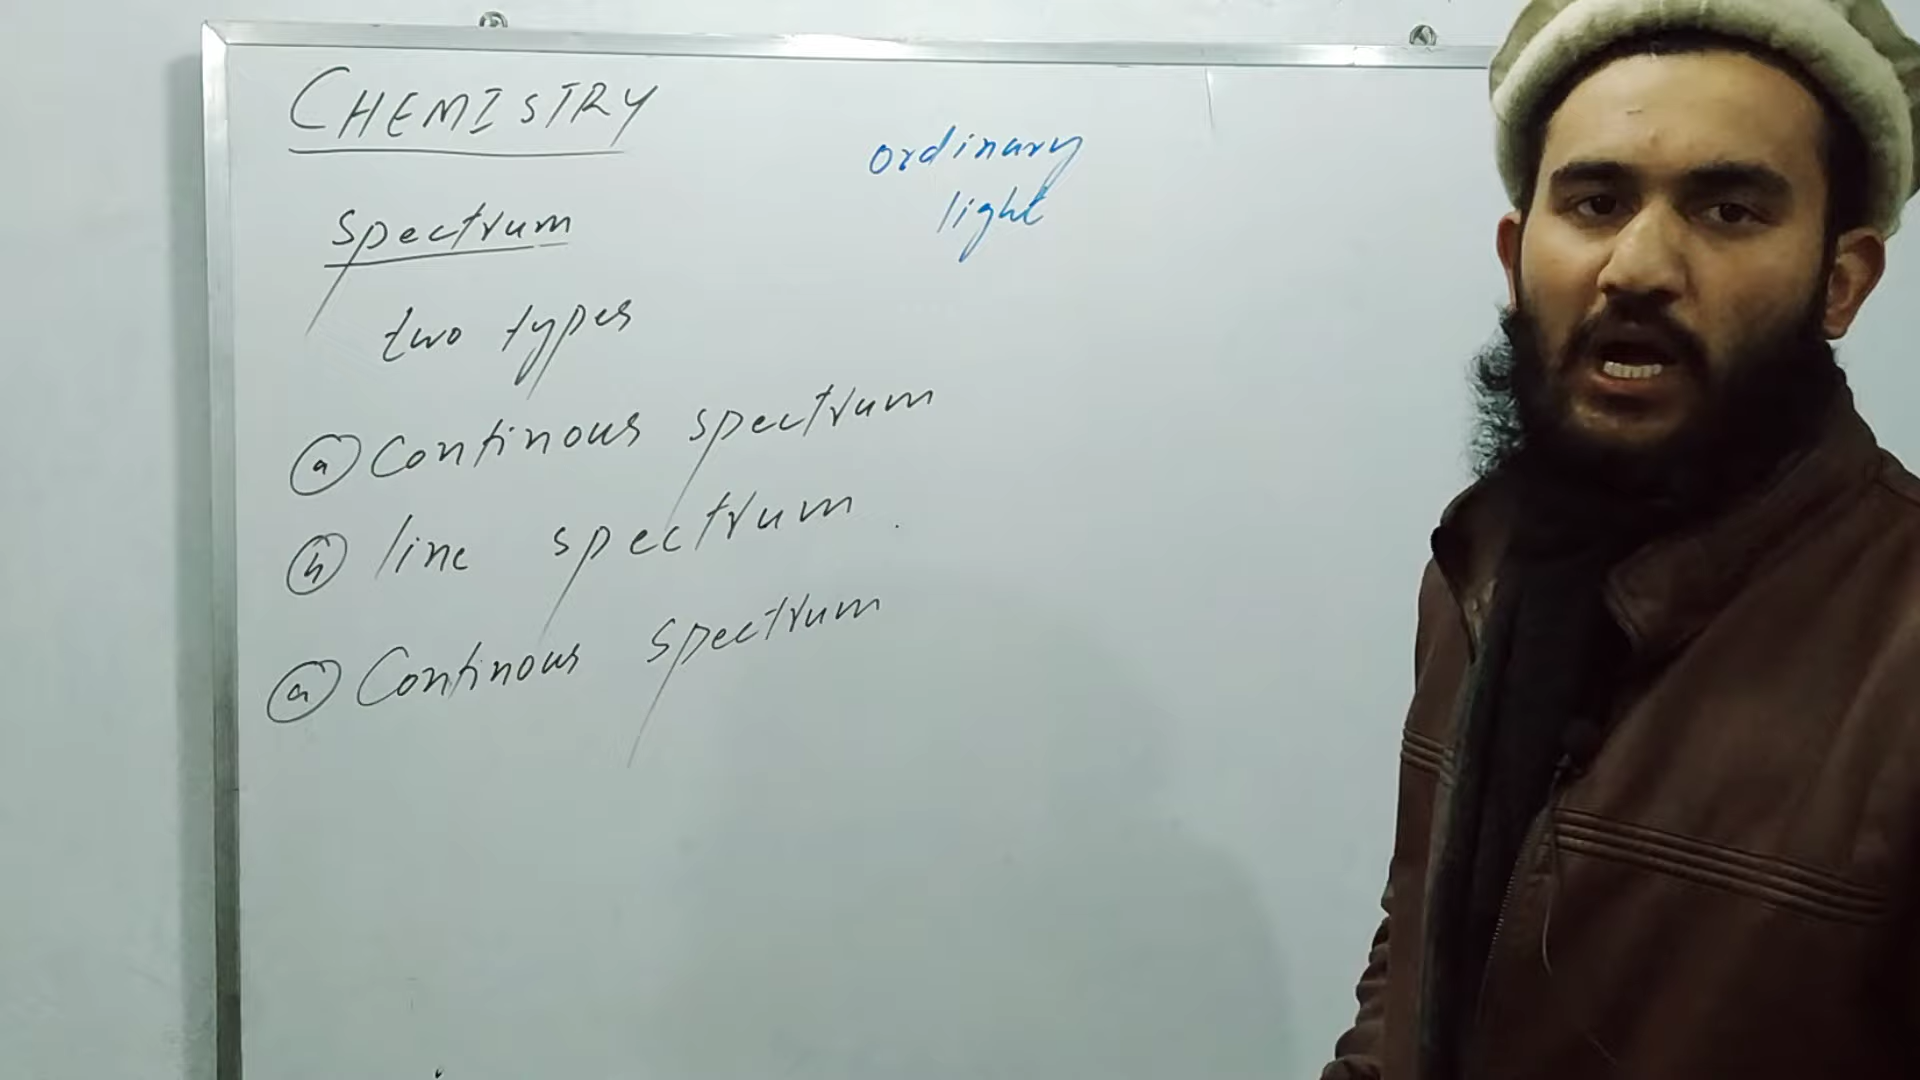 CHEMISTRY
ordinary
light
spectrum
two types
(a) Continous spectrum
(b) line spectrum
(a) Continous spectrum